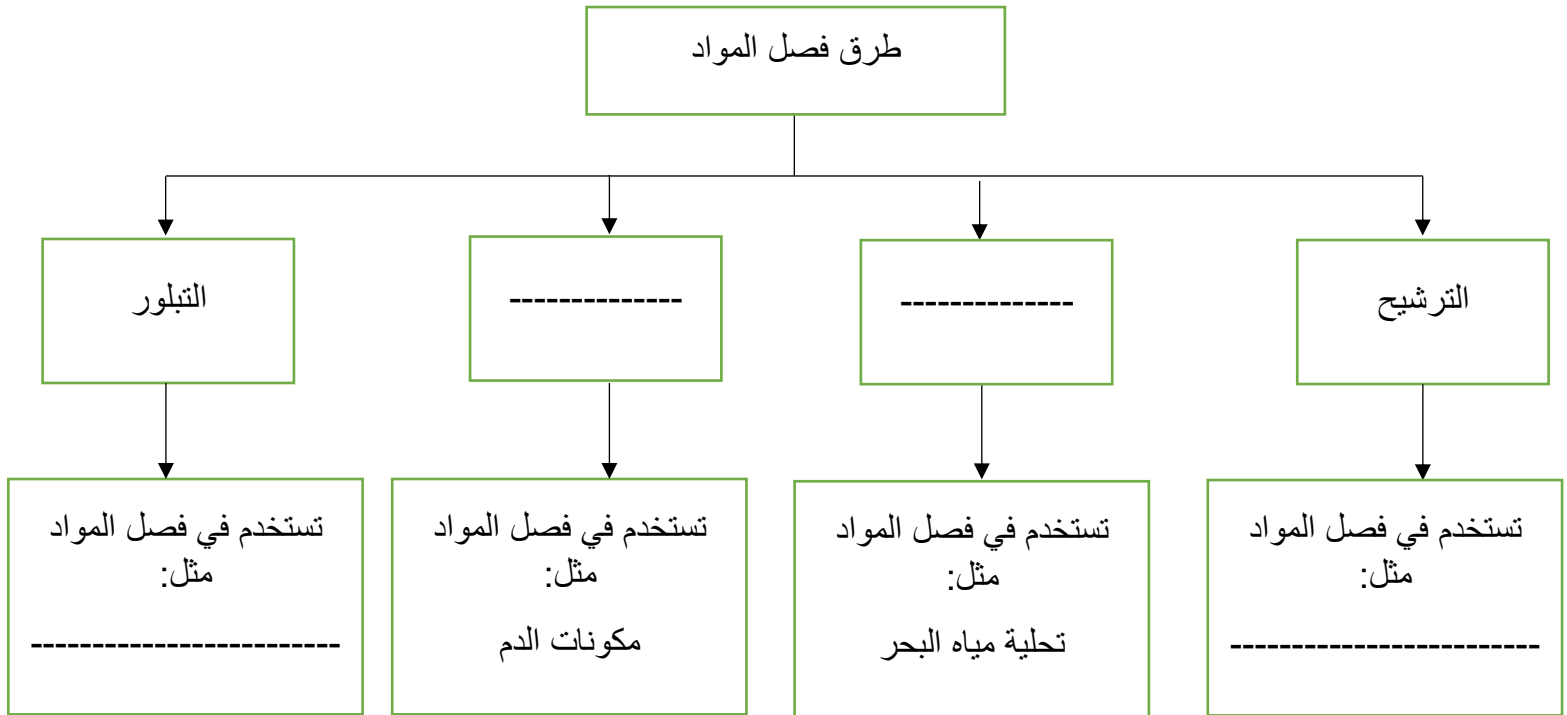 طرق فصل المواد
الترشيح
--------------
--------------
التبلور
تستخدم في فصل المواد
مثل:
-------------------------
تستخدم في فصل المواد
مثل:
تحلية مياه البحر
تستخدم في فصل المواد
مثل:
مكونات الدم
تستخدم في فصل المواد
مثل:
-------------------------